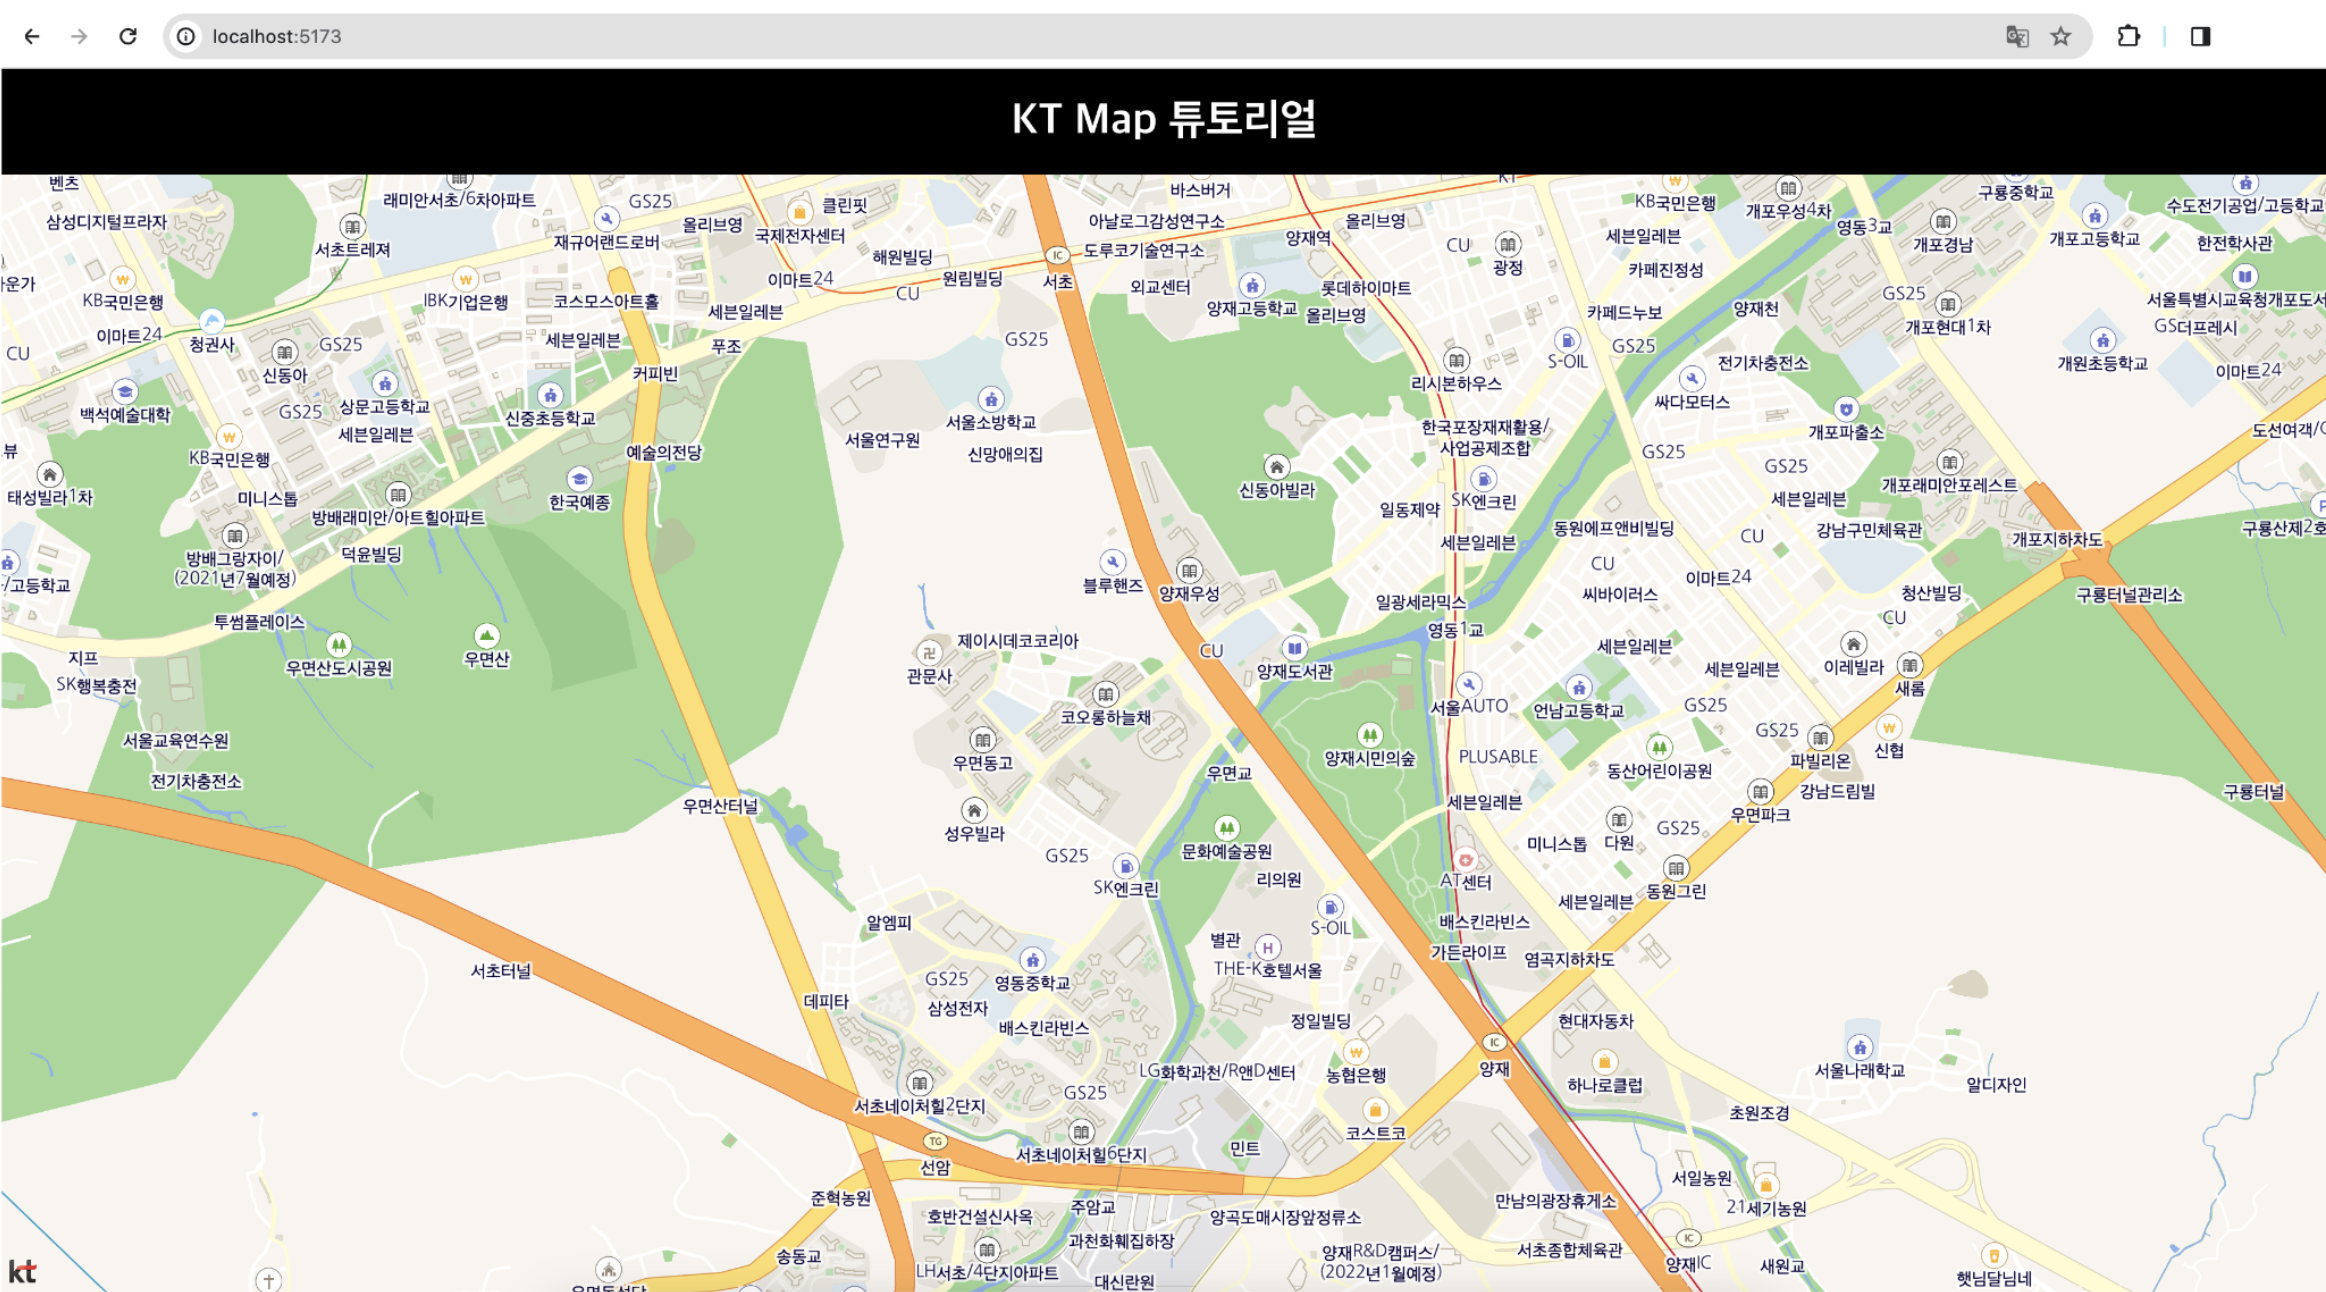 localhost:5173
KT Map 튜토리얼
벤츠
래미안서초/6차아파트
GS25
클린핏
바스버거
KB국민은행
개포우성4차
구룡중학교
수도전기공업/고등학교
삼성디지털프라자
서초트레져
재규어랜드로버
올리브영
국제전자센터
아날로그감성연구소
올리브영
양재역
세븐일레븐
영동3교
개포경남
개포고등학교
한전학사관
해원빌딩
도루코기술연구소
CU
광정
카페진정성
이마트24
원림빌딩
IC
서초
외교센터
양재고등학교
올리브영
롯데하이마트
KB국민은행
IBK기업은행
코스모스아트홀
세븐일레븐
CU
카페드누보
양재천
GS25
개포현대1차
서울특별시교육청개포도서
GS더프레시
이마트24
청권사
GS25
세븐일레븐
푸조
GS25
S-OIL
GS25
전기차충전소
개원초등학교
이마트24
CU
신동아
커피빈
리시본하우스
싸다모터스
백석예술대학
GS25
상문고등학교
세븐일레븐
신중초등학교
서울연구원
서울소방학교
신망애의집
한국포장재재활용/
사업공제조합
개포파출소
KB국민은행
예술의전당
GS25
GS25
태성빌라1차
미니스톱
방배래미안/아트힐아파트
한국예종
신동아빌라
일동제약
SK엔크린
세븐일레븐
개포래미안포레스트
방배그랑자이/
(2021년7월예정)
덕윤빌딩
세븐일레븐
동원에프앤비빌딩
CU
강남구민체육관
개포지하차도
/고등학교
블루핸즈
양재우성
CU
이마트24
씨바이러스
청산빌딩
CU
구룡터널관리소
투썸플레이스
일광세라믹스
영동1교
지프
SK행복충전
우면산도시공원
우면산
제이시데코코리아
관문사
CU
양재도서관
세븐일레븐
세븐일레븐
이레빌라
새롬
코오롱하늘채
서울AUTO
언남고등학교
GS25
서울교육연수원
우면동고
양재시민의숲
PLUSABLE
동산어린이공원
GS25
파빌리온
신협
전기차충전소
우면산터널
우면교
세븐일레븐
강남드림빌
구룡터널
성우빌라
GS25
문화예술공원
미니스톱
다원
GS25
우면파크
SK엔크린
리의원
AT센터
세븐일레븐
동원그린
알엠피
S-OIL
배스킨라빈스
별관
H
THE-K호텔서울
가든라이프
염곡지하차도
서초터널
GS25
영동중학교
데피타
삼성전자
배스킨라빈스
정일빌딩
현대자동차
LG화학과천/R앤D센터
농협은행
IC
양재
하나로클럽
서울나래학교
알디자인
서초네이처힐2단지
GS25
코스트코
초원조경
TG
선암
서초네이처힐6단지
민트
준혁농원
서일농원
21세기농원
호반건설신사옥
주암교
양곡도매시장앞정류소
만남의광장휴게소
과천화훼집하장
송동교
LH서초/4단지아파트
대신란원
양재R&D캠퍼스/
(2022년1월예정)
서초종합체육관
IC
양재IC
새원교
햇님달님네
kt